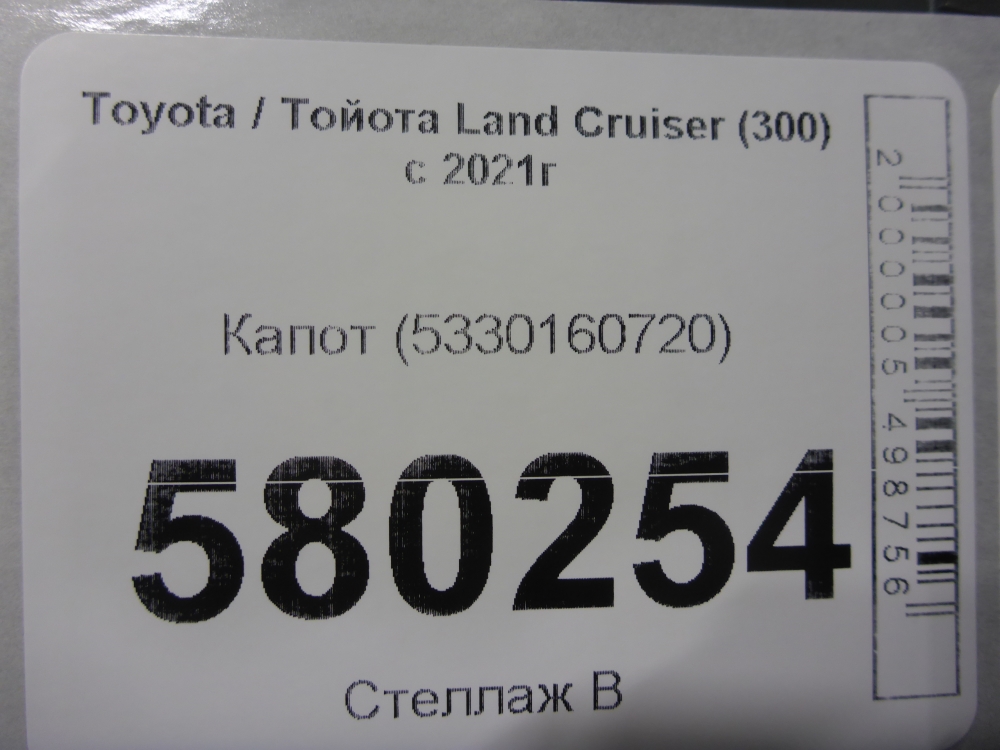 Toyota / Тойота Land Cruiser (300)
с 2021г
Капот (5330160720)
580254
Стеллаж В
2000005498756